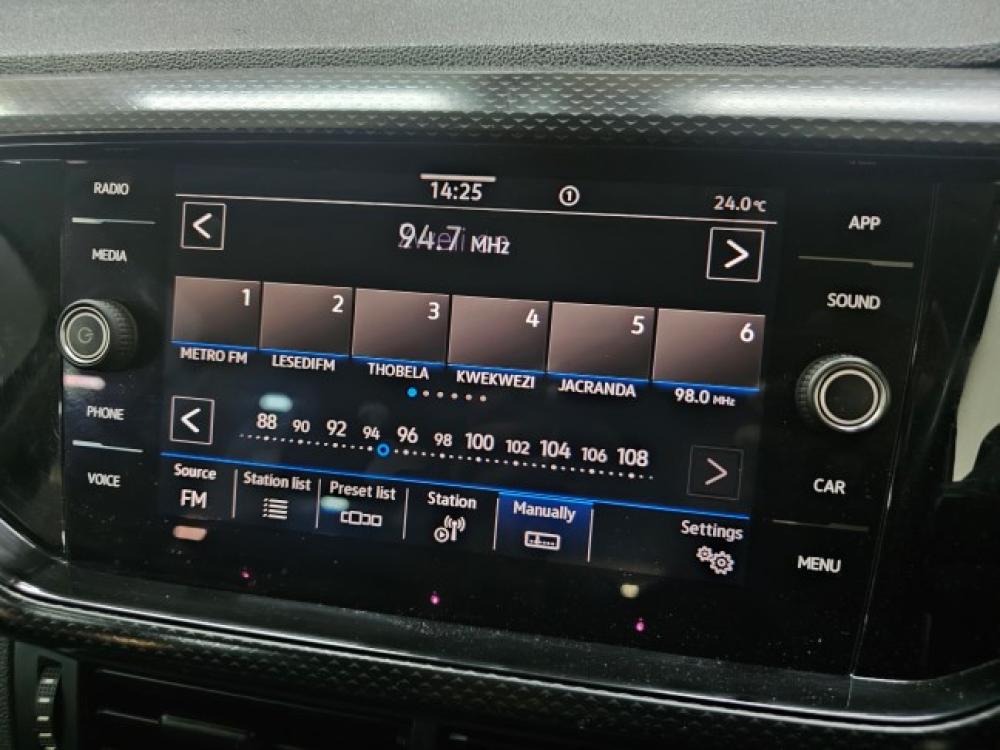 RADIO
MEDIA
PHONE
VOICE
14:25
1
24.0°C
<
94.7 MHz
>
1
2
3
4
5
6
METRO FM
LESEDIFM
THOBELA
KWEKWEZI
JACRANDA
98.0 MHz
<
88 90 92 94 96 98 100 102 104 106 108
>
Source
FM
Station list
Preset list
Station
Manually
Settings
APP
SOUND
CAR
MENU